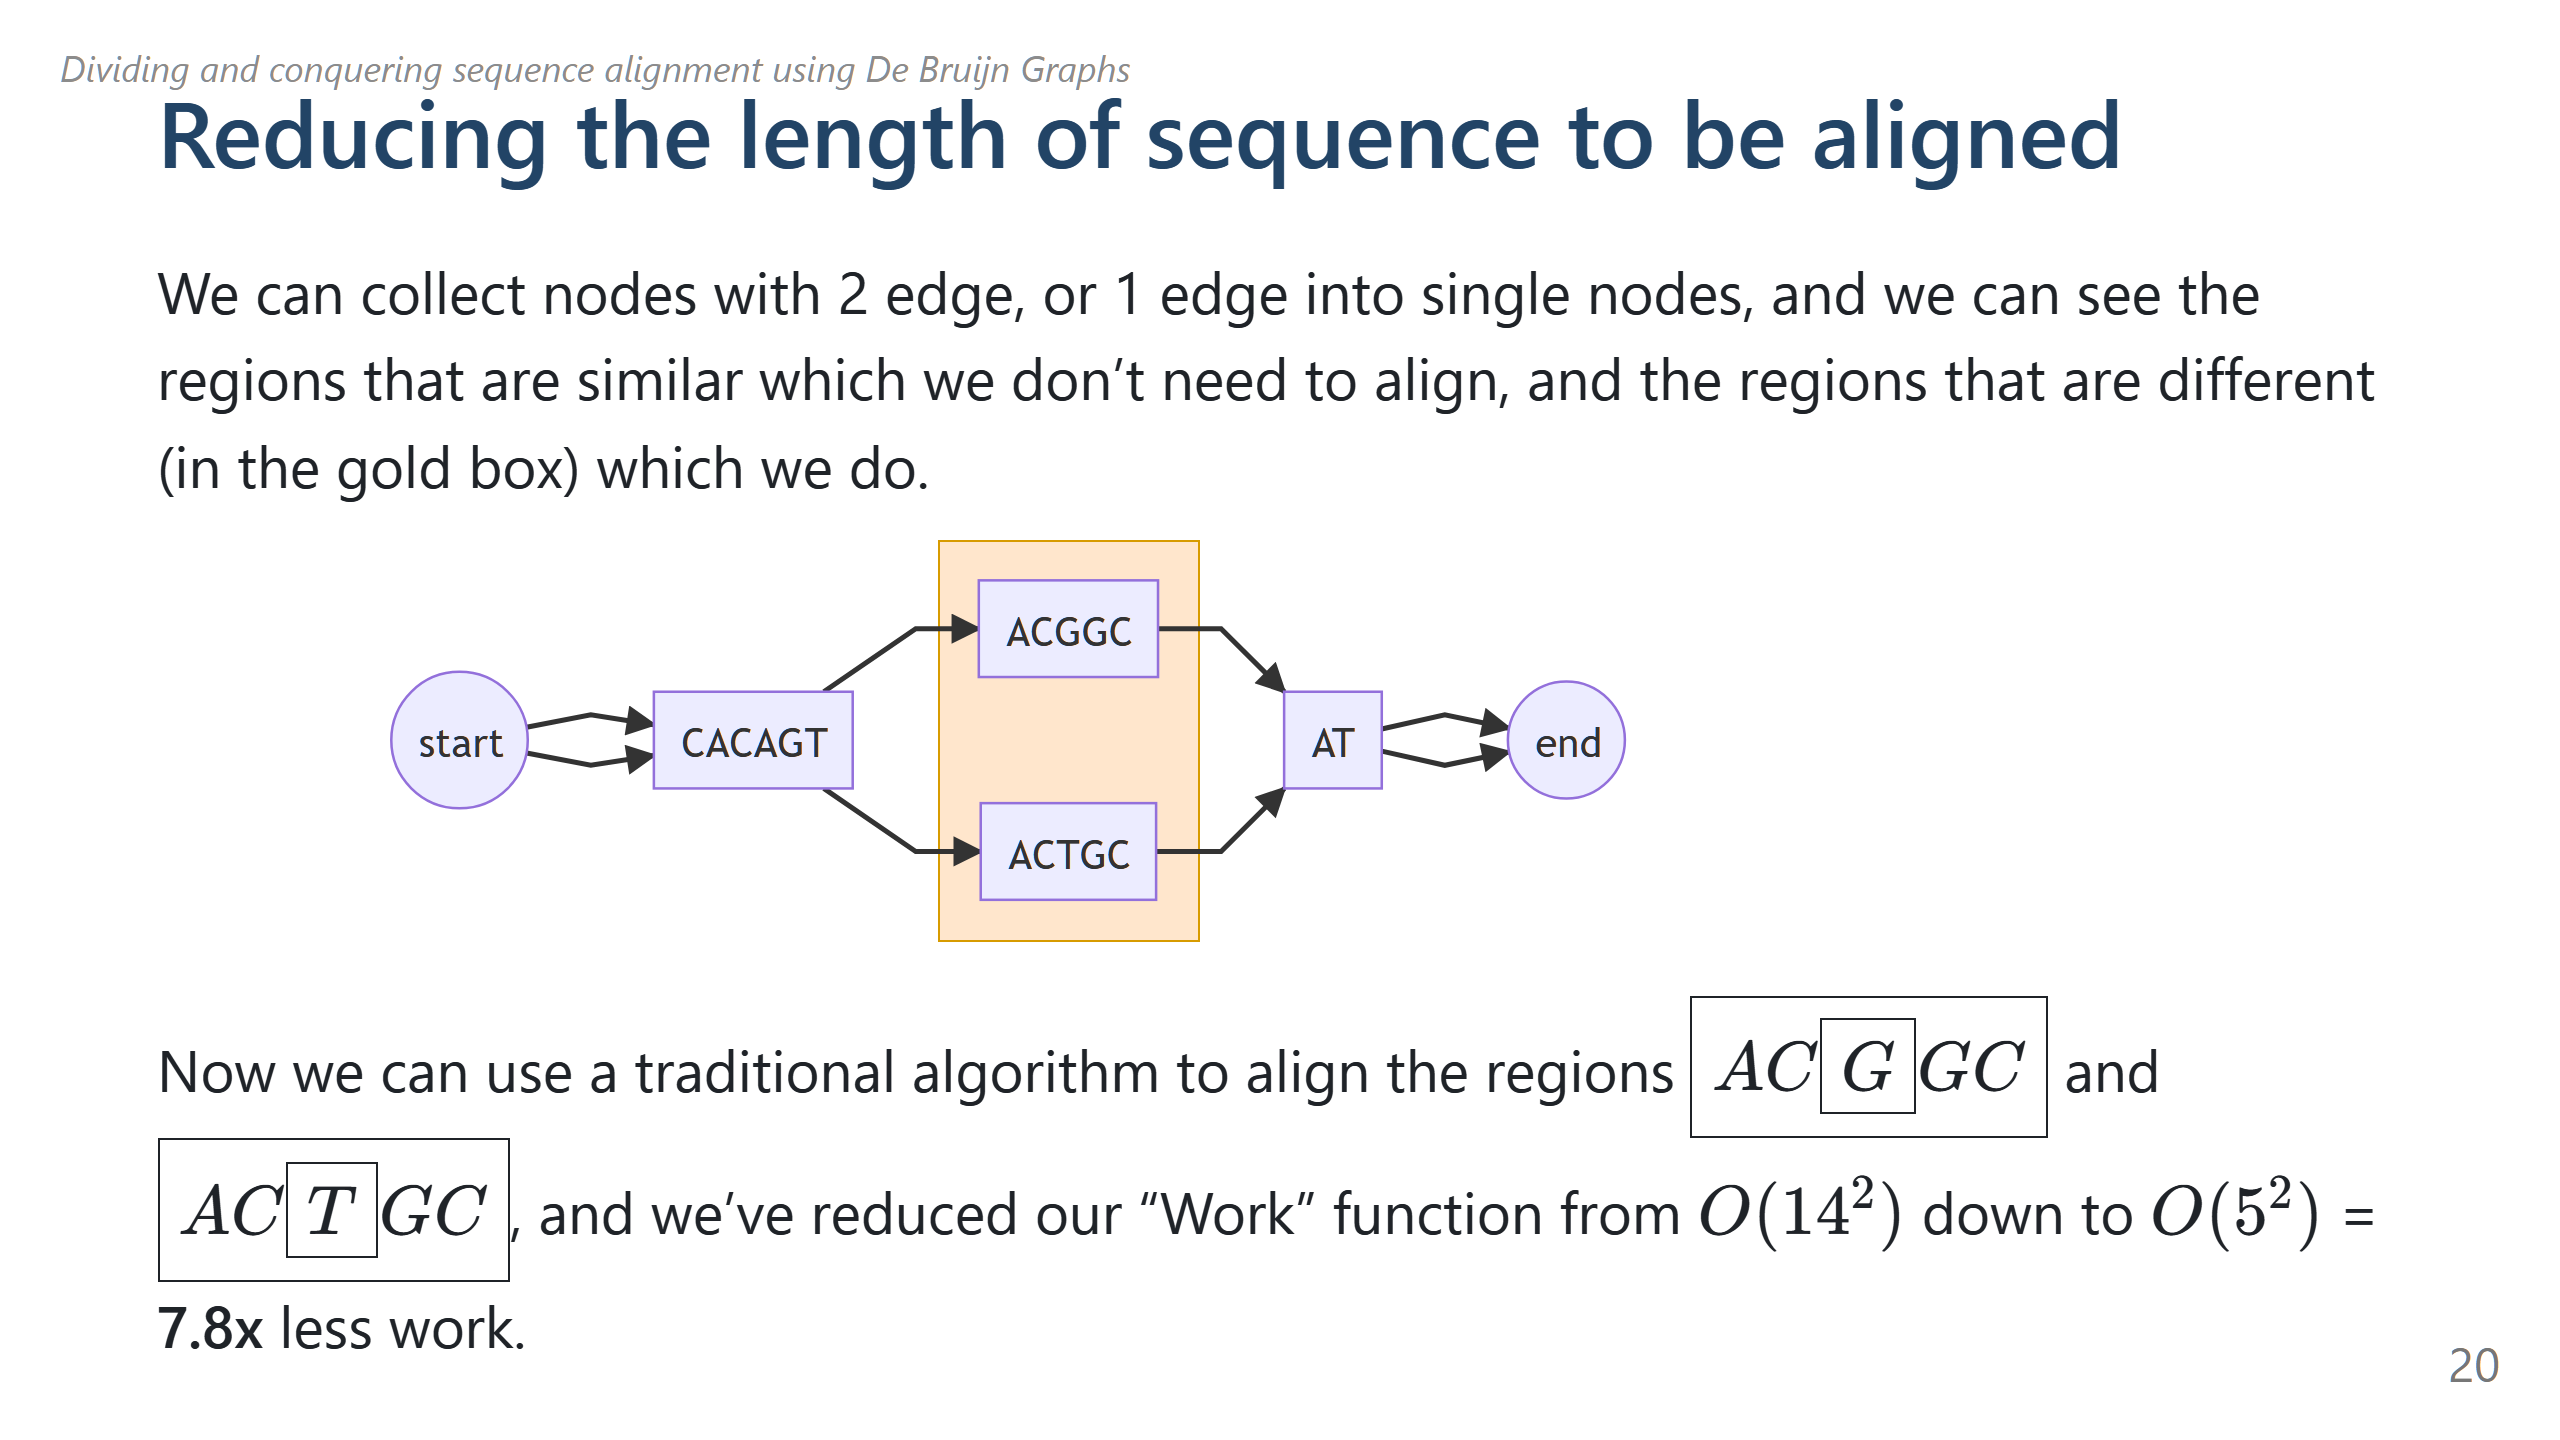 Dividing and conquering sequence alignment using De Bruijn Graphs
Reducing the length of sequence to be aligned
We can collect nodes with 2 edge, or 1 edge into single nodes, and we can see the
regions that are similar which we don’t need to align, and the regions that are different
(in the gold box) which we do.
start
CACAGT
ACGGC
ACTGC
AT
end
Now we can use a traditional algorithm to align the regions ACGGC and
ACTGC, and we’ve reduced our “Work” function from O(14²) down to O(5²) =
7.8x less work.
20